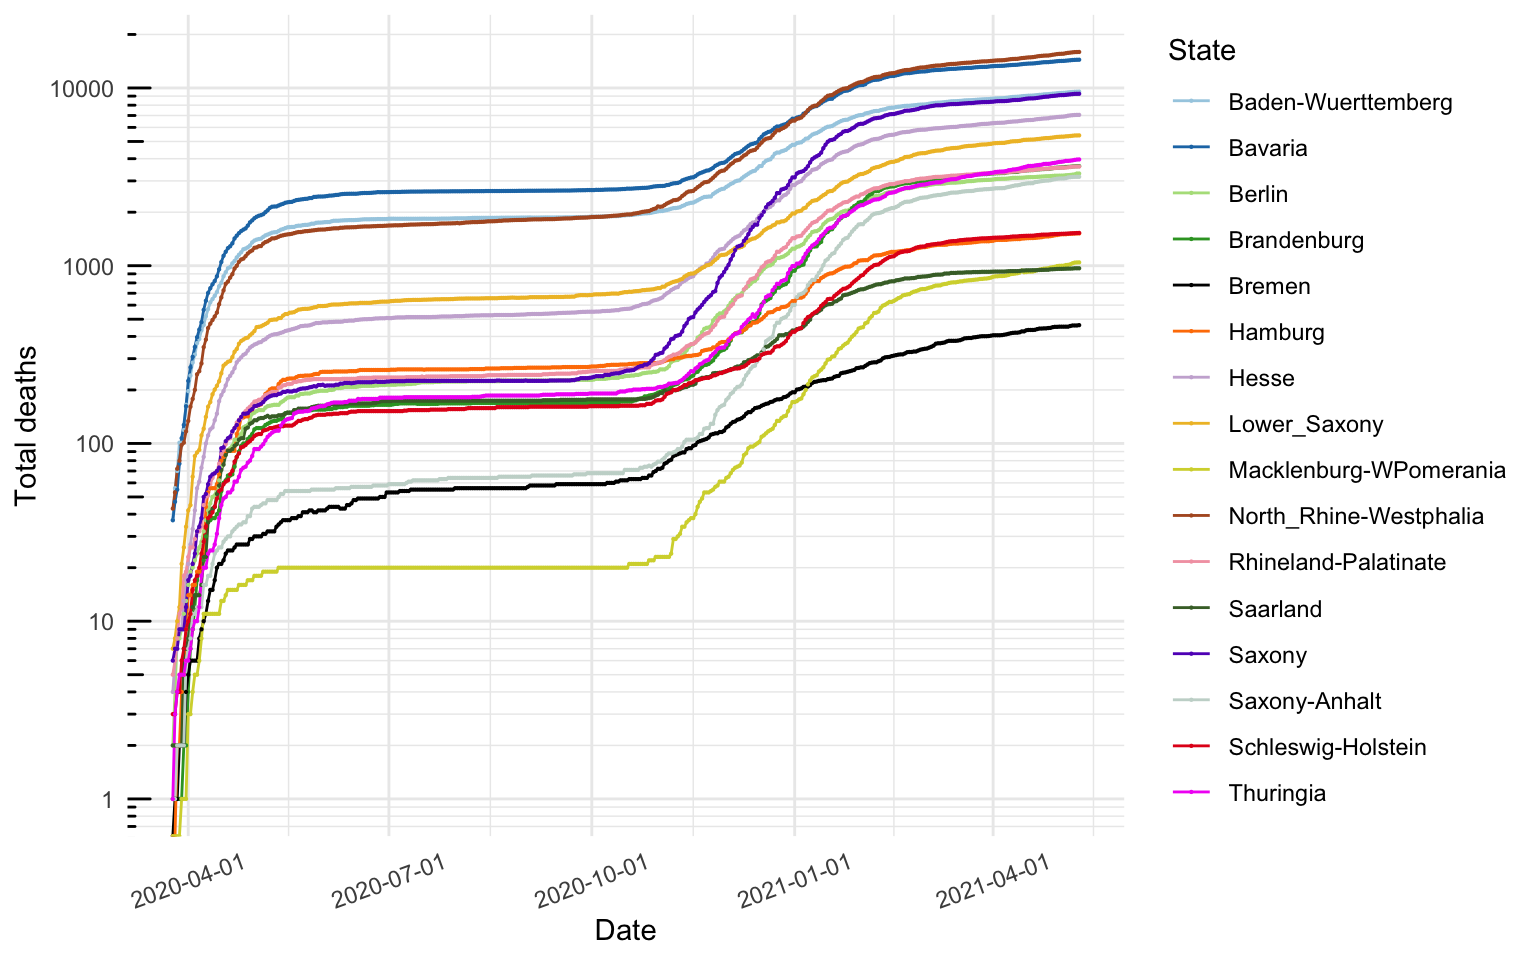 State
Baden-Wuerttemberg
Bavaria
Berlin
Brandenburg
Bremen
Hamburg
Hesse
Lower_Saxony
Macklenburg-WPomerania
North_Rhine-Westphalia
Rhineland-Palatinate
Saarland
Saxony
Saxony-Anhalt
Schleswig-Holstein
Thuringia
Total deaths
10000
1000
100
10
1
2020-04-01
2020-07-01
2020-10-01
2021-01-01
2021-04-01
Date